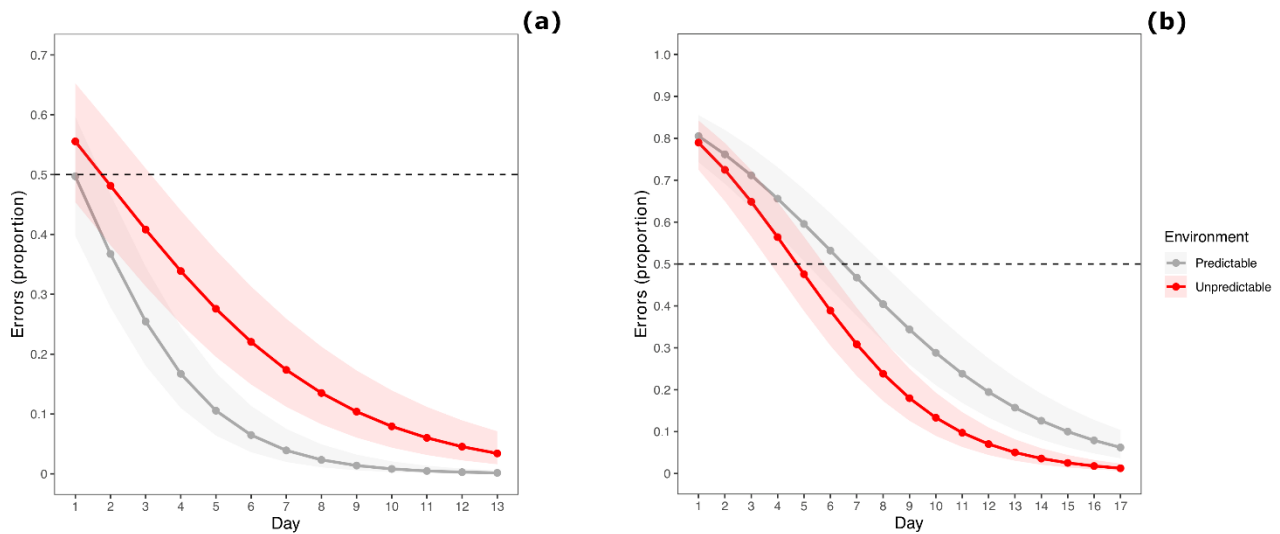 (a)
0.7
0.6
0.5
0.4
0.3
0.2
0.1
0
Errors (proportion)
1 2 3 4 5 6 7 8 9 10 11 12 13
Day
(b)
1.0
0.9
0.8
0.7
0.6
0.5
0.4
0.3
0.2
0.1
0
Errors (proportion)
1 2 3 4 5 6 7 8 9 10 11 12 13 14 15 16 17
Day
Environment
Predictable
Unpredictable